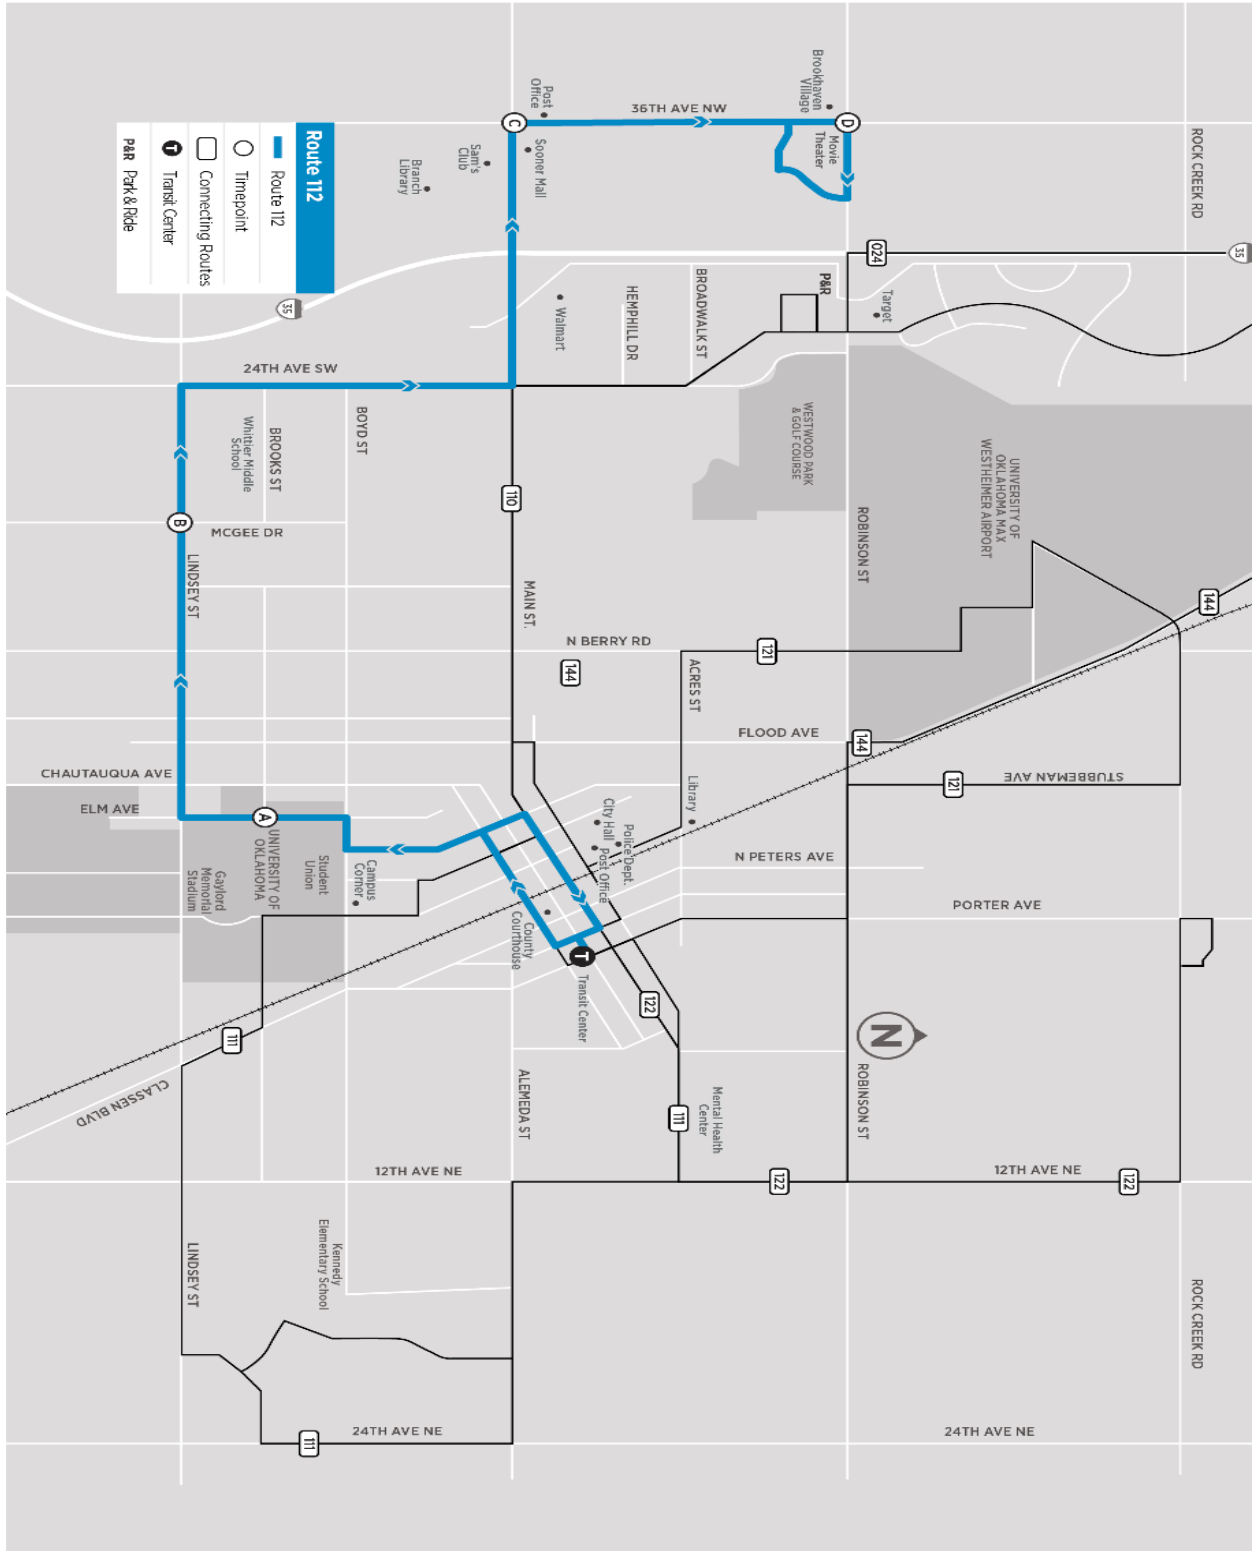 Route 112
Route 112
Timepoint
Connecting Routes
T
Transit Center
P&R Park & Ride
ROCK CREEK RD
35
024
Target
P&R
Brookhaven
Village
D
Movie
Theater
36TH AVE NW
Post
Office
C
Sooner Mall
Sam's
Club
Branch
Library
BROADWALK ST
HEMPHILL DR
Walmart
35
24TH AVE SW
BOYD ST
BROOKS ST
Whittier Middle
School
MCGEE DR
B
LINDSEY ST
110
MAIN ST.
WESTWOOD PARK
& GOLF COURSE
ROBINSON ST
UNIVERSITY OF
OKLAHOMA MAX
WESTHEIMER AIRPORT
144
N BERRY RD
144
121
ACRES ST
FLOOD AVE
144
121
STUBBEMAN AVE
CHAUTAUQUA AVE
ELM AVE
A
UNIVERSITY OF
OKLAHOMA
Student
Union
Campus
Corner
Gaylord
Memorial
Stadium
Library
City Hall
Police Dept.
Post Office
N PETERS AVE
PORTER AVE
County
Courthouse
T
Transit Center
122
N
111
CLASSEN BLVD
ALEMEDA ST
Mental Health
Center
111
ROBINSON ST
12TH AVE NE
122
12TH AVE NE
122
Kennedy
Elementary School
LINDSEY ST
ROCK CREEK RD
24TH AVE NE
111
24TH AVE NE